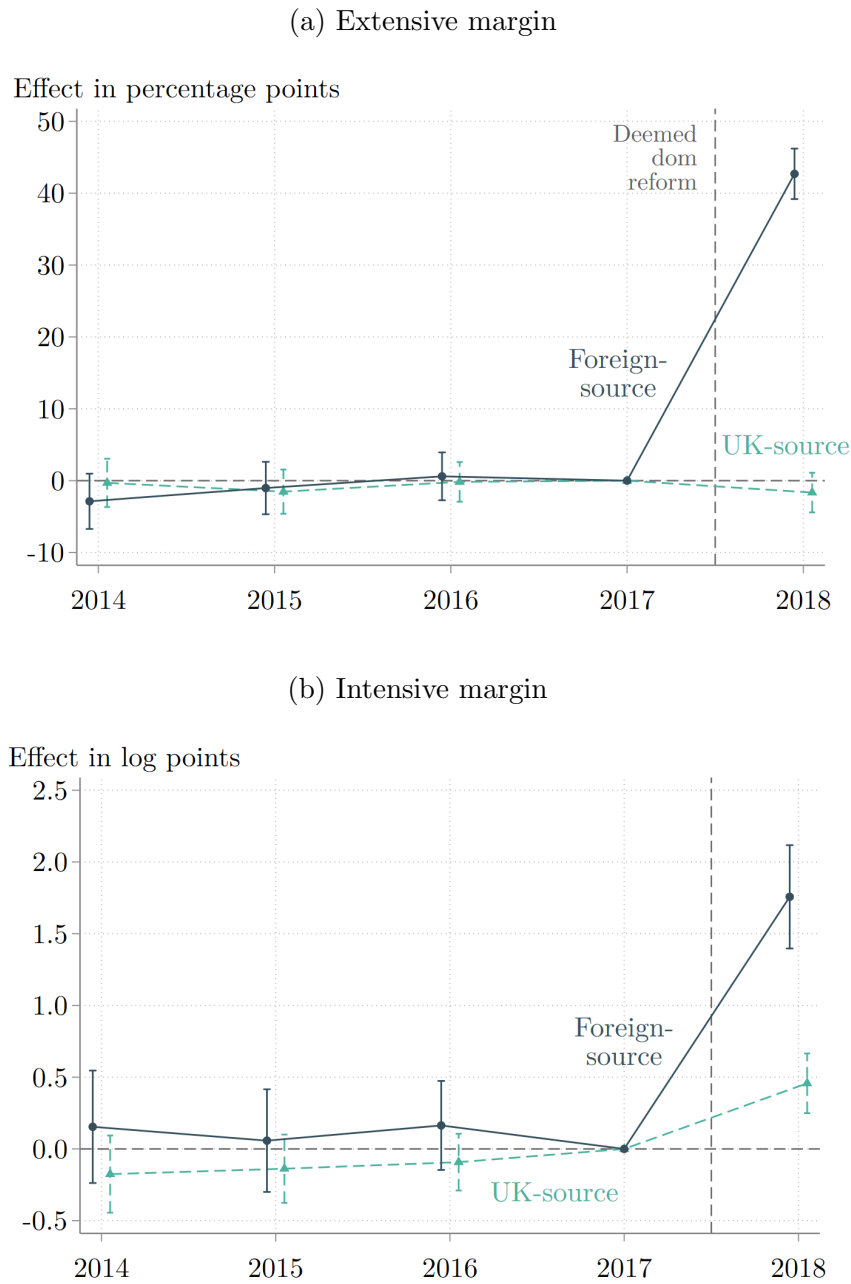 (a) Extensive margin
Effect in percentage points
50
40
30
20
10
0
-10
Deemed
dom
reform
Foreign-
source
UK-source
2014 2015 2016 2017 2018
(b) Intensive margin
Effect in log points
2.5
2.0
1.5
1.0
0.5
0.0
-0.5
Foreign-
source
UK-source
2014 2015 2016 2017 2018